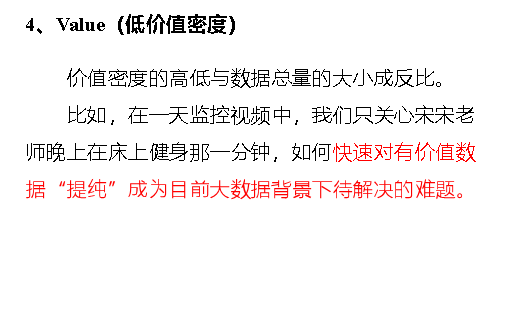 4、Value（低价值密度）
价值密度的高低与数据总量的大小成反比。
比如，在一天监控视频中，我们只关心宋宋老
师晚上在床上健身那一分钟，如何快速对有价值数
据“提纯”成为目前大数据背景下待解决的难题。